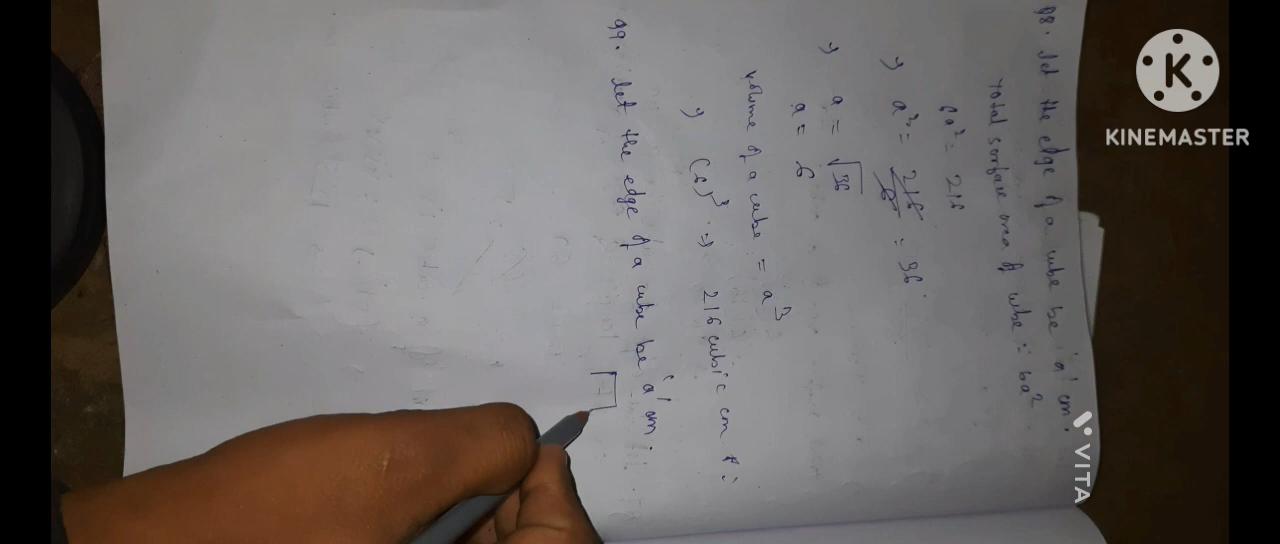 Q8. Let the edge of a cube be 'a' cm.
Total surface area of cube = 6a²
6a² = 216
a² = 216/6 = 36
a = √36
a = 6
Volume of a cube = a³
(6)³ ⇒ 216 cubic cm
Q9. Let the edge of a cube be 'a' cm.
KINEMASTER
VITA